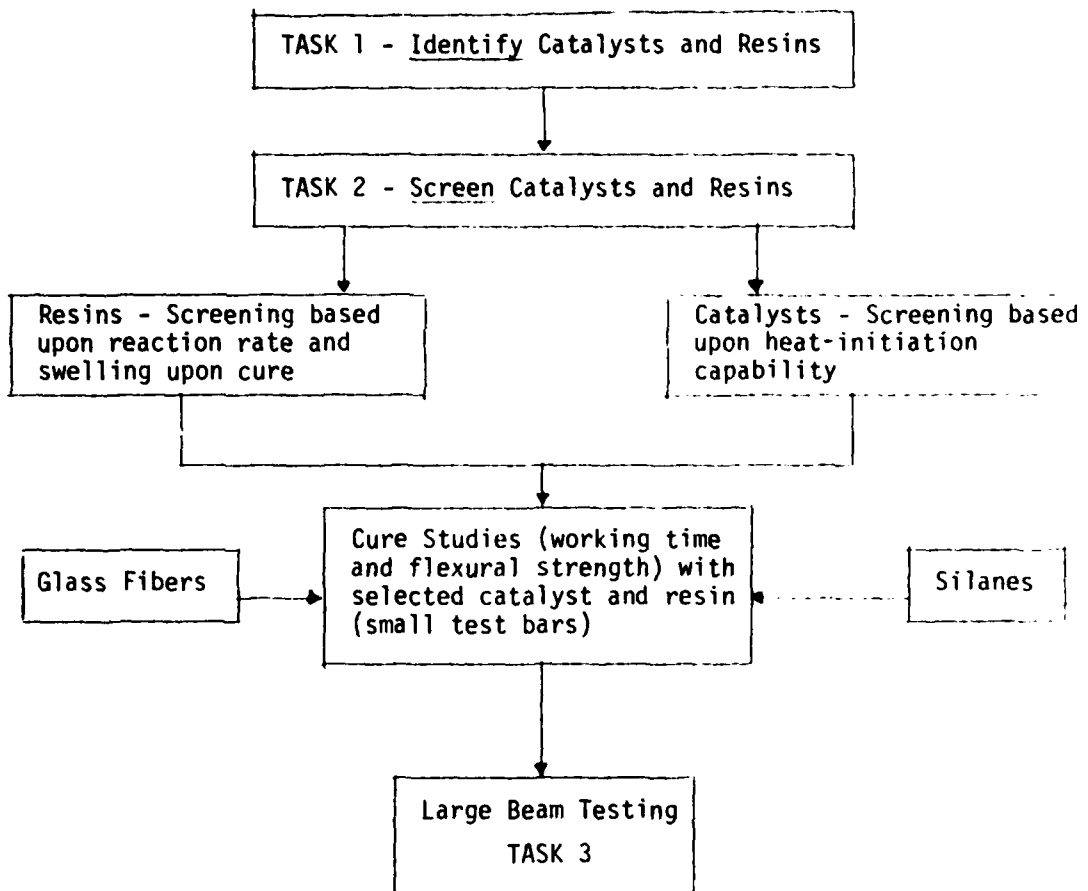 TASK 1 - Identify Catalysts and Resins
TASK 2 - Screen Catalysts and Resins
Resins - Screening based
upon reaction rate and
swelling upon cure
Catalysts - Screening based
upon heat-initiation
capability
Glass Fibers
Cure Studies (working time
and flexural strength) with
selected catalyst and resin
(small test bars)
Silanes
Large Beam Testing
TASK 3